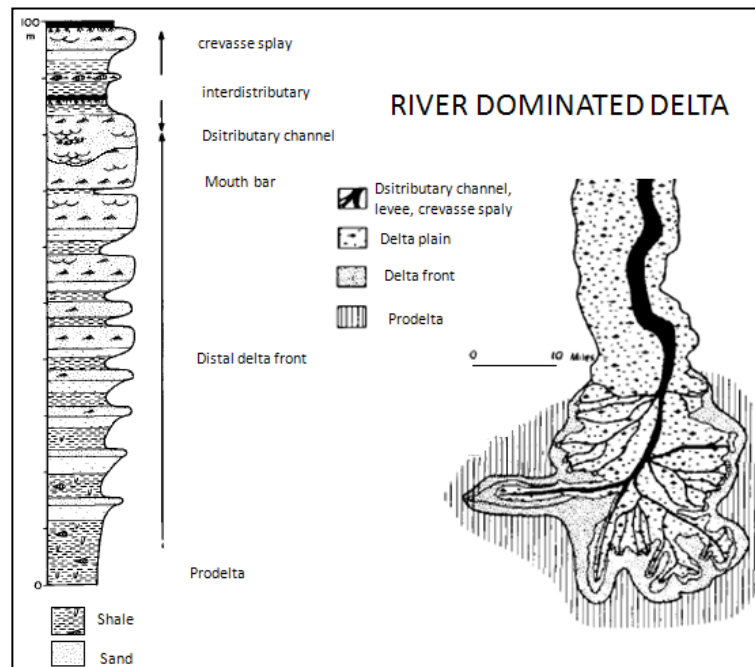 100
m
crevasse splay
interdistributary
Dsitributary channel
Mouth bar
Distal delta front
Prodelta
0
Shale
Sand
RIVER DOMINATED DELTA
Dsitributary channel,
levee, crevasse spaly
Delta plain
Delta front
Prodelta
0 10 Miles